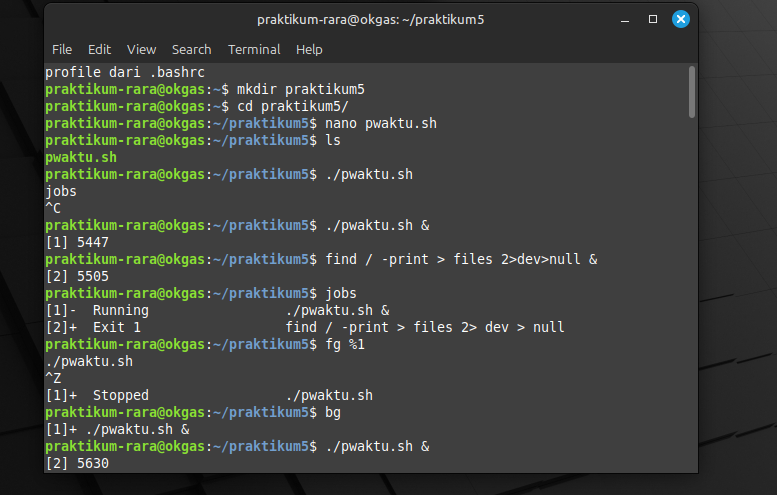 praktikum-rara@okgas: ~/praktikum5
File Edit View Search Terminal Help
profile dari .bashrc
praktikum-rara@okgas:~$ mkdir praktikum5
praktikum-rara@okgas:~$ cd praktikum5/
praktikum-rara@okgas:~/praktikum5$ nano pwaktu.sh
praktikum-rara@okgas:~/praktikum5$ ls
pwaktu.sh
praktikum-rara@okgas:~/praktikum5$ ./pwaktu.sh
jobs
^C
praktikum-rara@okgas:~/praktikum5$ ./pwaktu.sh &
[1] 5447
praktikum-rara@okgas:~/praktikum5$ find / -print > files 2>dev>null &
[2] 5505
praktikum-rara@okgas:~/praktikum5$ jobs
[1]-  Running                 ./pwaktu.sh &
[2]+  Exit 1                  find / -print > files 2> dev > null
praktikum-rara@okgas:~/praktikum5$ fg %1
./pwaktu.sh
^Z
[1]+  Stopped                 ./pwaktu.sh
praktikum-rara@okgas:~/praktikum5$ bg
[1]+ ./pwaktu.sh &
praktikum-rara@okgas:~/praktikum5$ ./pwaktu.sh &
[2] 5630